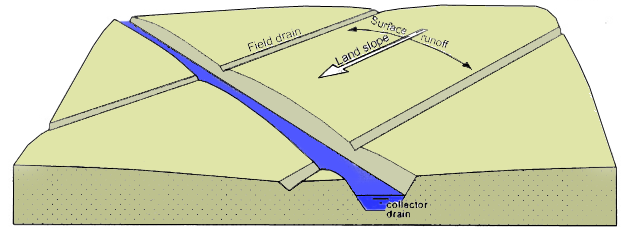 Field drain
Surface runoff
Land slope
collector
drain